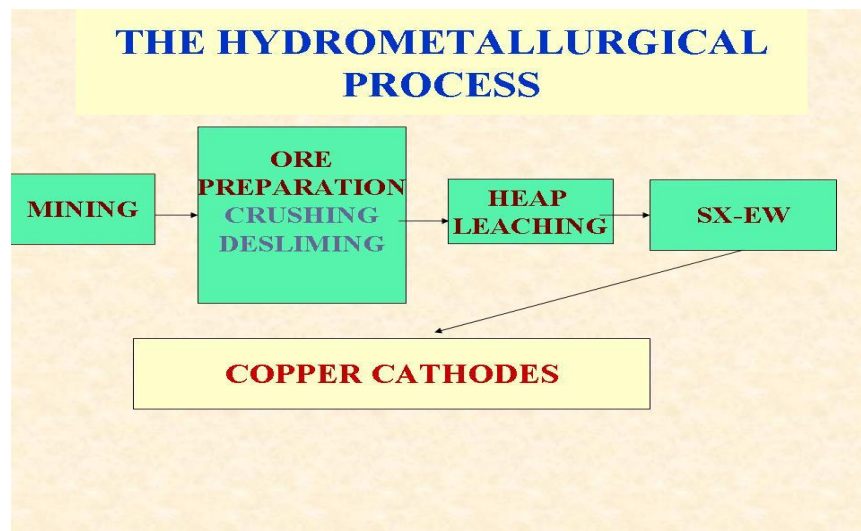 THE HYDROMETALLURGICAL
PROCESS
MINING
ORE
PREPARATION
CRUSHING
DESLIMING
HEAP
LEACHING
SX-EW
COPPER CATHODES